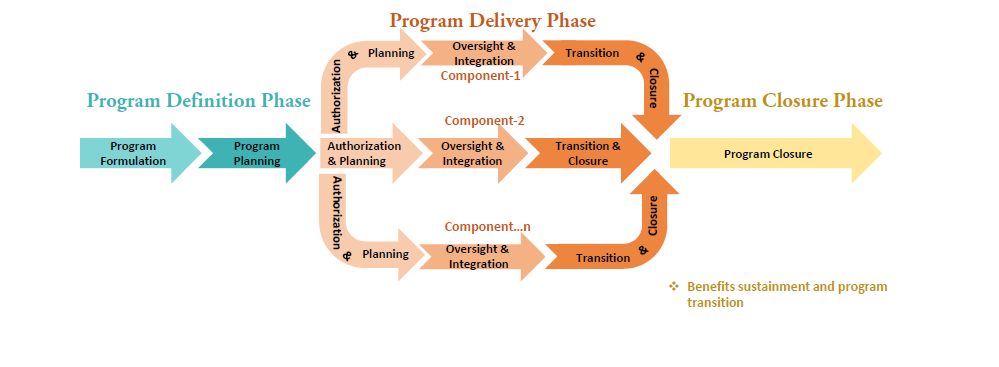 Program Delivery Phase
Authorization
&
Planning
Oversight &
Integration
Transition
&
Closure
Component-1
Program Definition Phase
Program Closure Phase
Component-2
Program
Formulation
Program
Planning
Authorization
& Planning
Oversight &
Integration
Transition &
Closure
Program Closure
Component...n
Authorization
&
Planning
Oversight &
Integration
Transition
&
Closure
❖ Benefits sustainment and program
transition